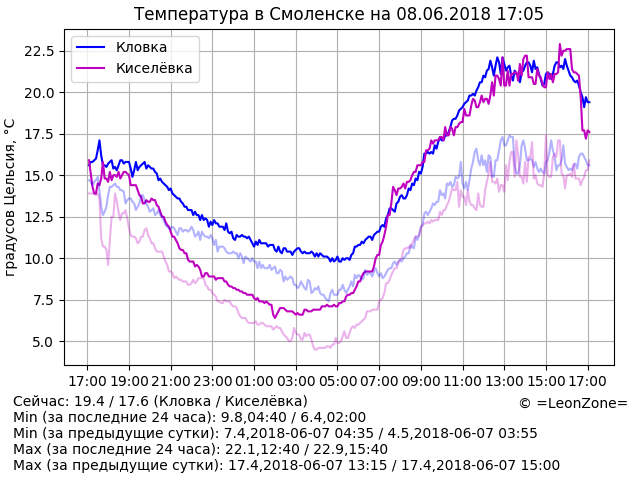 Температура в Смоленске на 08.06.2018 17:05
градусов Цельсия, °C
Кловка
Киселёвка
22.5
20.0
17.5
15.0
12.5
10.0
7.5
5.0
17:00 19:00 21:00 23:00 01:00 03:00 05:00 07:00 09:00 11:00 13:00 15:00 17:00
Сейчас: 19.4 / 17.6 (Кловка / Киселёвка)
© =LeonZone=
Min (за последние 24 часа): 9.8,04:40 / 6.4,02:00
Min (за предыдущие сутки): 7.4,2018-06-07 04:35 / 4.5,2018-06-07 03:55
Max (за последние 24 часа): 22.1,12:40 / 22.9,15:40
Max (за предыдущие сутки): 17.4,2018-06-07 13:15 / 17.4,2018-06-07 15:00